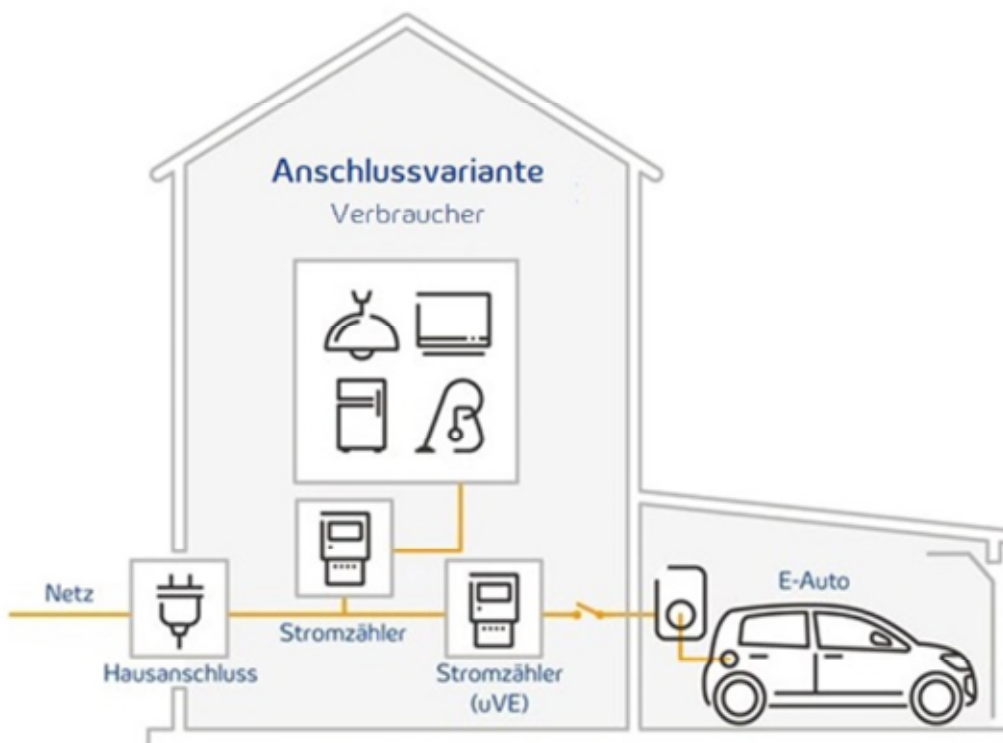 Anschlussvariante
Verbraucher
Netz
Hausanschluss
Stromzähler
Stromzähler
(uVE)
E-Auto